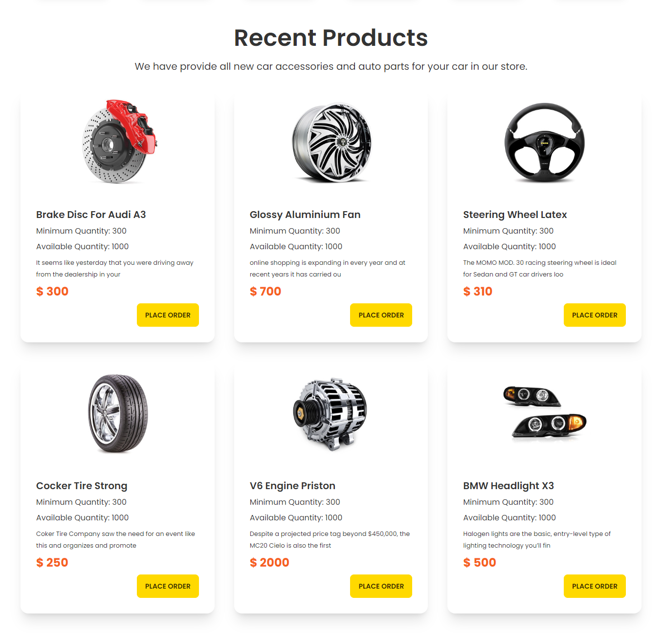 Recent Products
We have provide all new car accessories and auto parts for your car in our store.
Brake Disc For Audi A3
Minimum Quantity: 300
Available Quantity: 1000
It seems like yesterday that you were driving away
from the dealership in your
$ 300
PLACE ORDER
Glossy Aluminium Fan
Minimum Quantity: 300
Available Quantity: 1000
online shopping is expanding in every year and at
recent years it has carried ou
$ 700
PLACE ORDER
Steering Wheel Latex
Minimum Quantity: 300
Available Quantity: 1000
The MOMO MOD. 30 racing steering wheel is ideal
for Sedan and GT car drivers loo
$ 310
PLACE ORDER
Cocker Tire Strong
Minimum Quantity: 300
Available Quantity: 1000
Coker Tire Company saw the need for an event like
this and organizes and promote
$ 250
PLACE ORDER
V6 Engine Priston
Minimum Quantity: 300
Available Quantity: 1000
Despite a projected price tag beyond $450,000, the
MC20 Cielo is also the first
$ 2000
PLACE ORDER
BMW Headlight X3
Minimum Quantity: 300
Available Quantity: 1000
Halogen lights are the basic, entry-level type of
lighting technology you'll fin
$ 500
PLACE ORDER